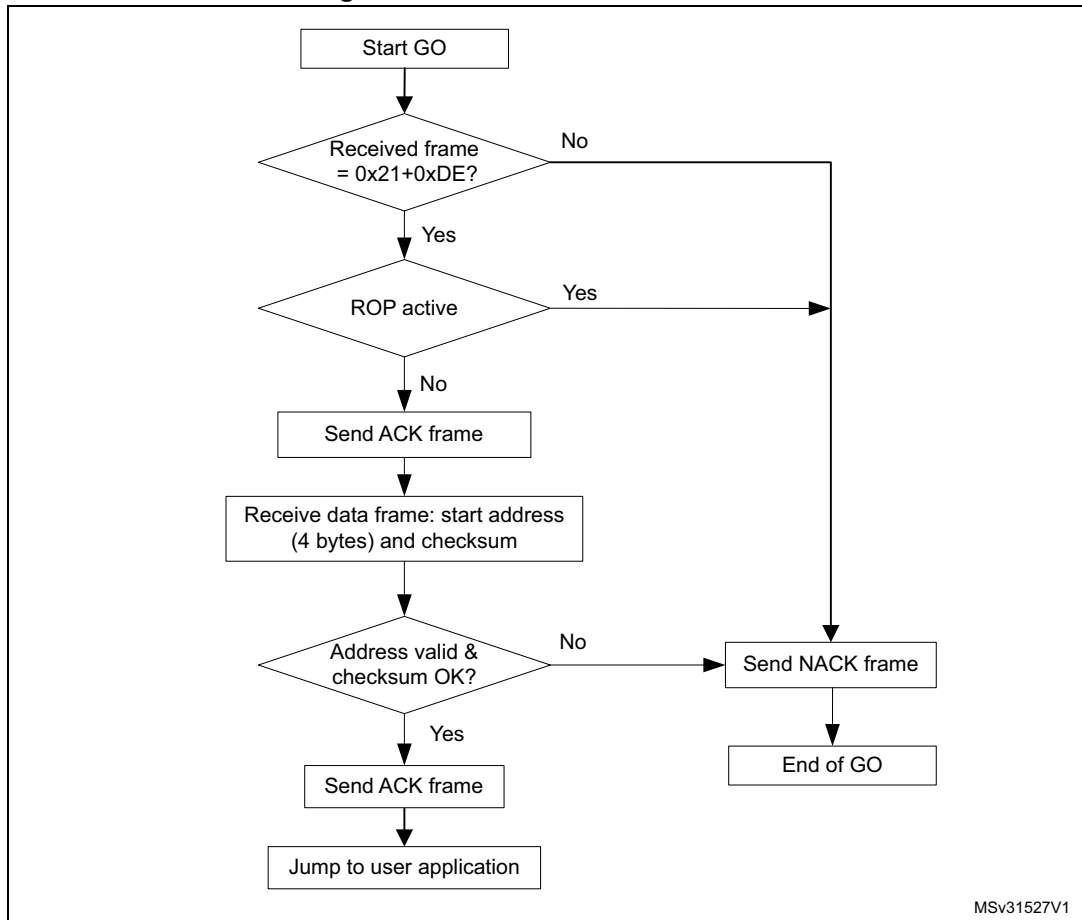 Start GO
Received frame
= 0x21+0xDE?
No
Yes
ROP active
Yes
No
Send ACK frame
Receive data frame: start address
(4 bytes) and checksum
Address valid &
checksum OK?
No
Send NACK frame
Yes
End of GO
Send ACK frame
Jump to user application
MSv31527V1